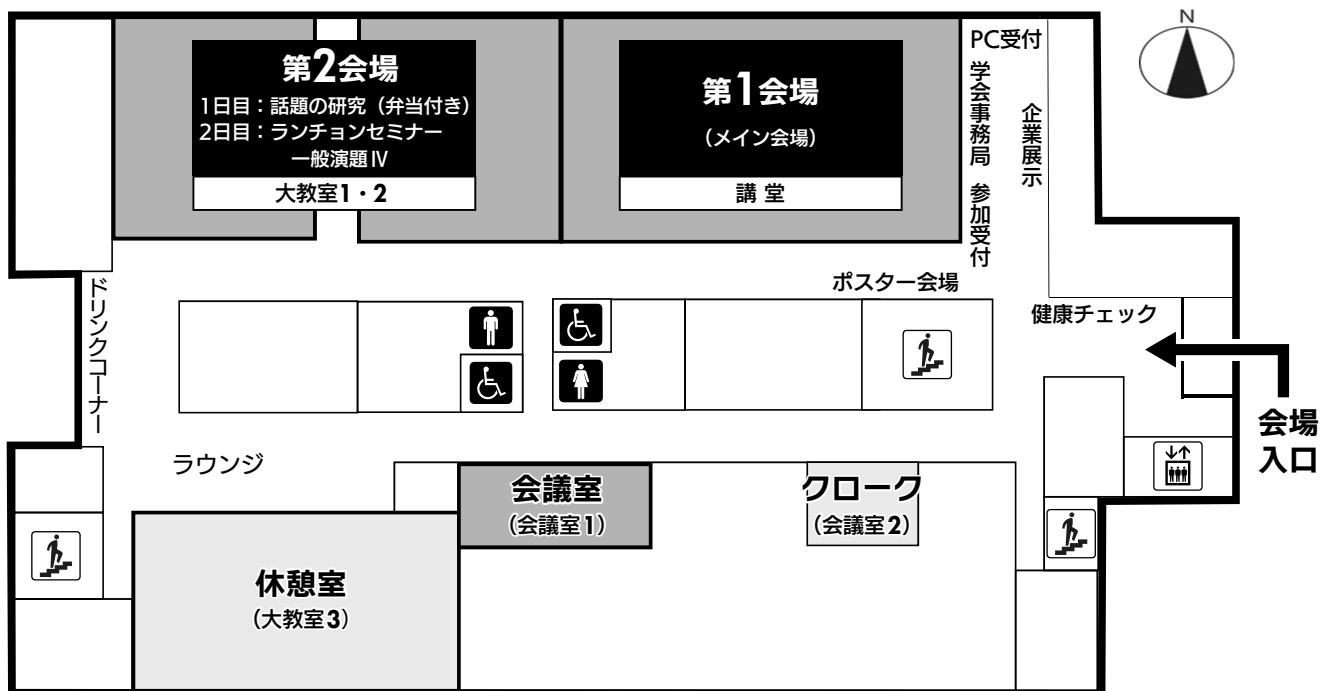 N
第2会場
1日目：話題の研究（弁当付き）
2日目：ランチョンセミナー
一般演題Ⅳ
大教室1・2
第1会場
（メイン会場）
講 堂
PC受付
学会事務局 参加受付
企業展示
ポスター会場
健康チェック
ドリンクコーナー
会場
入口
ラウンジ
会議室
（会議室1）
クローク
（会議室2）
休憩室
（大教室3）